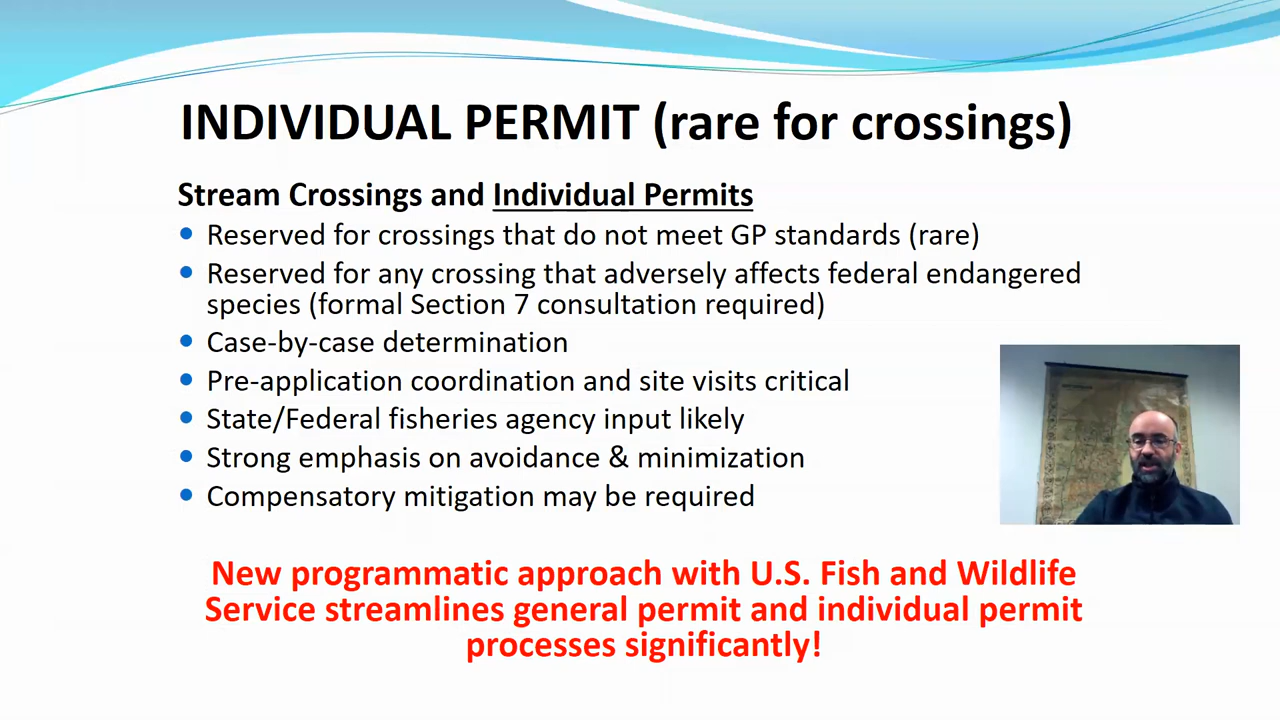 INDIVIDUAL PERMIT (rare for crossings)
Stream Crossings and Individual Permits
• Reserved for crossings that do not meet GP standards (rare)
• Reserved for any crossing that adversely affects federal endangered
species (formal Section 7 consultation required)
• Case-by-case determination
• Pre-application coordination and site visits critical
• State/Federal fisheries agency input likely
• Strong emphasis on avoidance & minimization
• Compensatory mitigation may be required
New programmatic approach with U.S. Fish and Wildlife
Service streamlines general permit and individual permit
processes significantly!